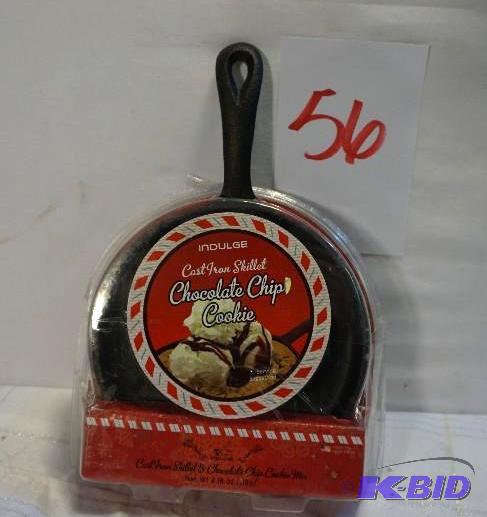 56
INDULGE
Cast Iron Skillet
Chocolate Chip
Cookie
Cast Iron Skillet & Chocolate Chip Cookie Mix
K-BID